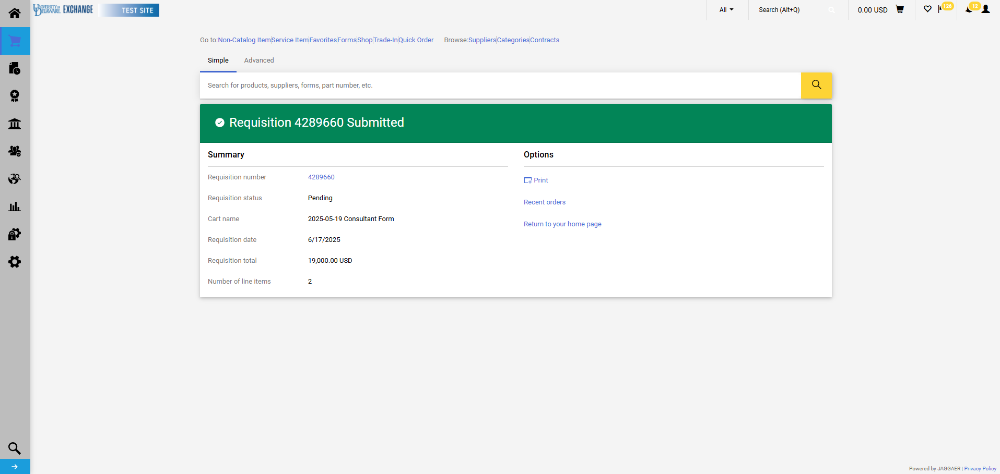 UNIVERSITY OF DELAWARE EXCHANGE TEST SITE
All Search (Alt+Q) 0.00 USD 126 12
Go to: Non-Catalog Item Service Item Favorites Forms Shop Trade-In Quick Order Browse: Suppliers Categories Contracts
Simple Advanced
Search for products, suppliers, forms, part number, etc.
Requisition 4289660 Submitted
Summary
Requisition number 4289660
Requisition status Pending
Cart name 2025-05-19 Consultant Form
Requisition date 6/17/2025
Requisition total 19,000.00 USD
Number of line items 2
Options
Print
Recent orders
Return to your home page
Powered by JAGGAER | Privacy Policy